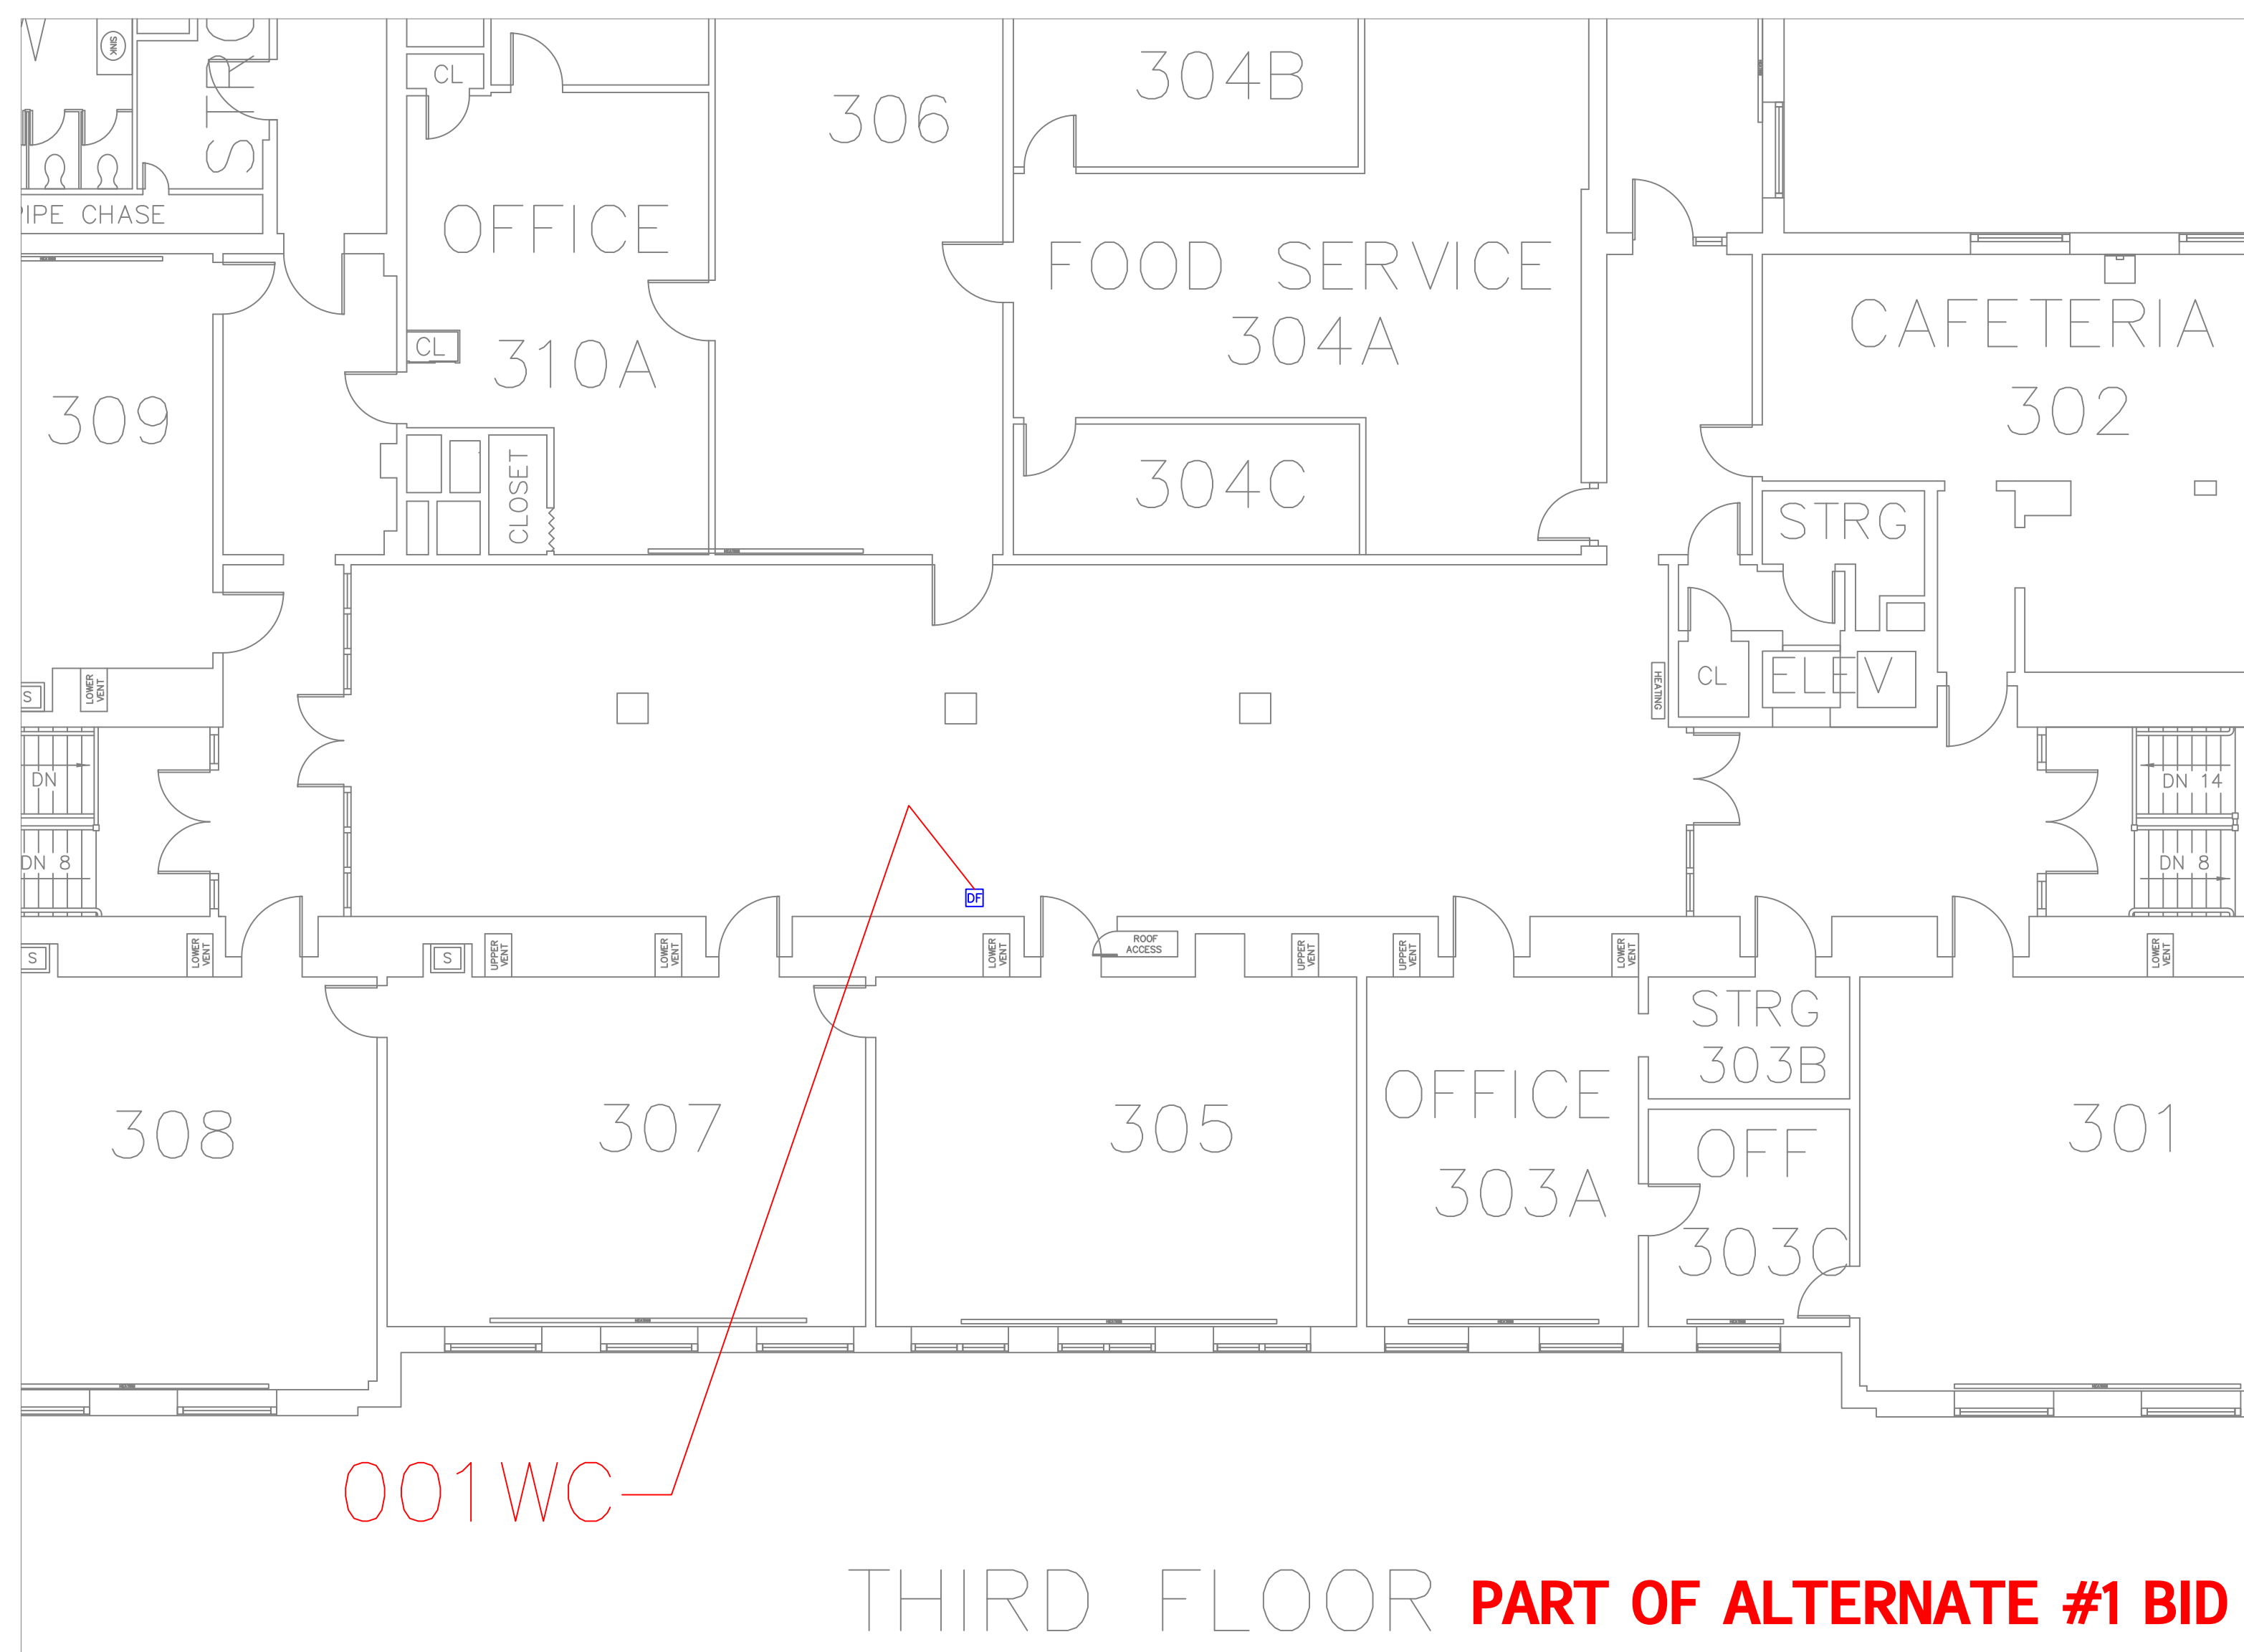 SINK
STRG
CL
304B
306
PIPE CHASE
OFFICE
310A
FOOD SERVICE
304A
CAFETERIA
302
CL
309
304C
CLOSET
STRG
LOWER
VENT
S
HEATING
CL
ELEV
DN
DN 14
DN 8
DN 8
DF
S
LOWER
VENT
S
UPPER
VENT
LOWER
VENT
LOWER
VENT
ROOF
ACCESS
UPPER
VENT
UPPER
VENT
LOWER
VENT
LOWER
VENT
STRG
303B
OFFICE
303A
308
307
305
OFF
303C
301
001WC
THIRD FLOOR
PART OF ALTERNATE #1 BID